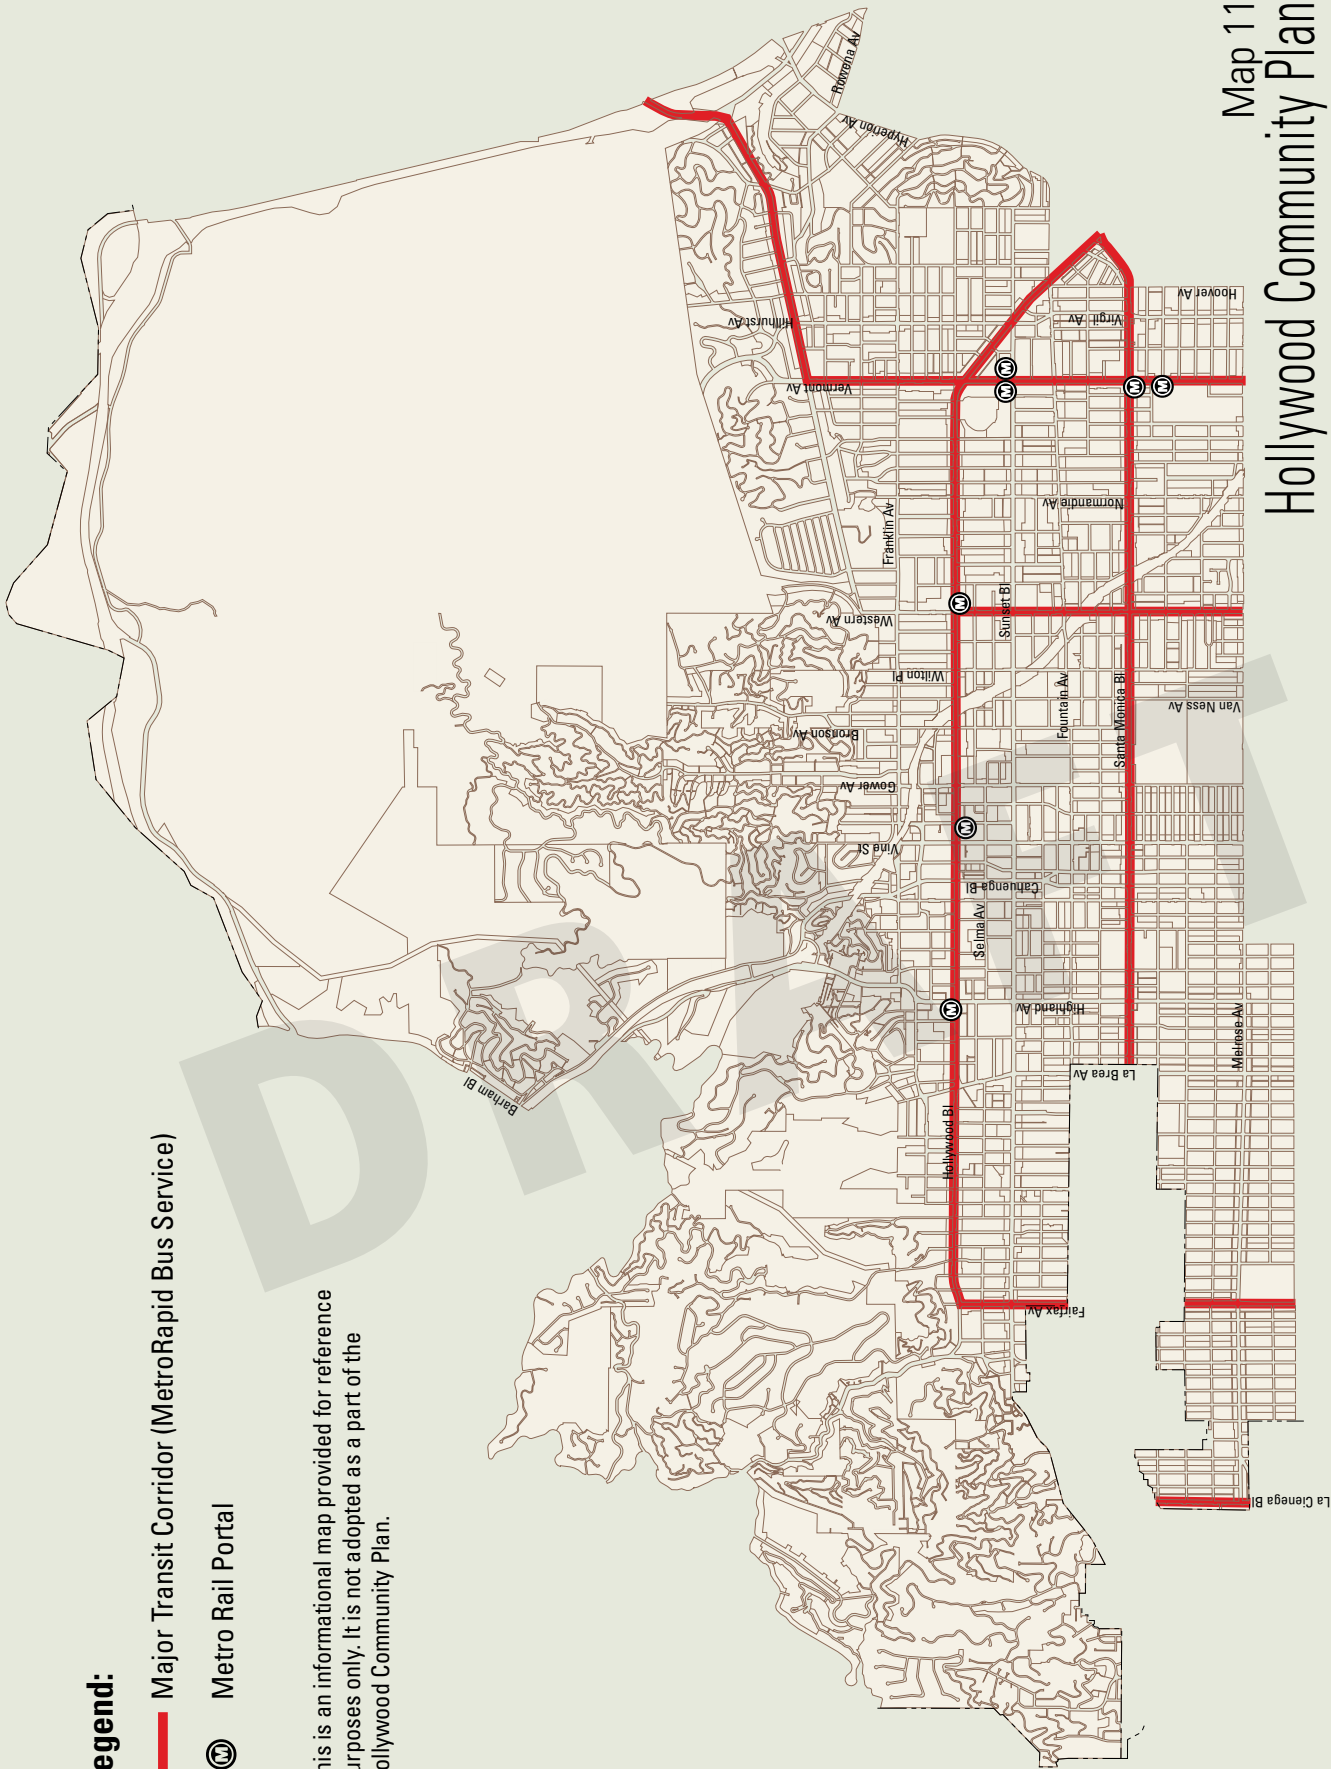 Map 11
Hollywood Community Plan
egend:
Major Transit Corridor (MetroRapid Bus Service)
M Metro Rail Portal
his is an informational map provided for reference
urposes only. It is not adopted as a part of the
ollywood Community Plan.
DRAFT
Rowena Av
Hyperion Av
Hillhurst Av
Vermont Av
Hoover Av
Virgil Av
M
M
M
M
Normandie Av
Franklin Av
M
Western Av
Sunset Bl
Wilton Pl
Fountain Av
Santa Monica Bl
Van Ness Av
Bronson Av
Gower Av
M
Vine St
Cahuenga Bl
Selma Av
M
Highland Av
Melrose Av
La Brea Av
Barham Bl
Hollywood Bl
Fairfax Av
La Cienega Bl